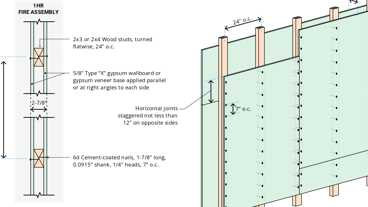 1HR
FIRE ASSEMBLY
2x3 or 2x4 Wood studs, turned
flatwise, 24" o.c.
5/8" Type "X" gypsum wallboard or
gypsum veneer base applied parallel
or at right angles to each side
2-7/8"
6d Cement-coated nails, 1-7/8" long,
0.0915" shank, 1/4" heads, 7" o.c.
24" o.c.
Horizontal joints
staggered not less than
12" on opposite sides
7" o.c.